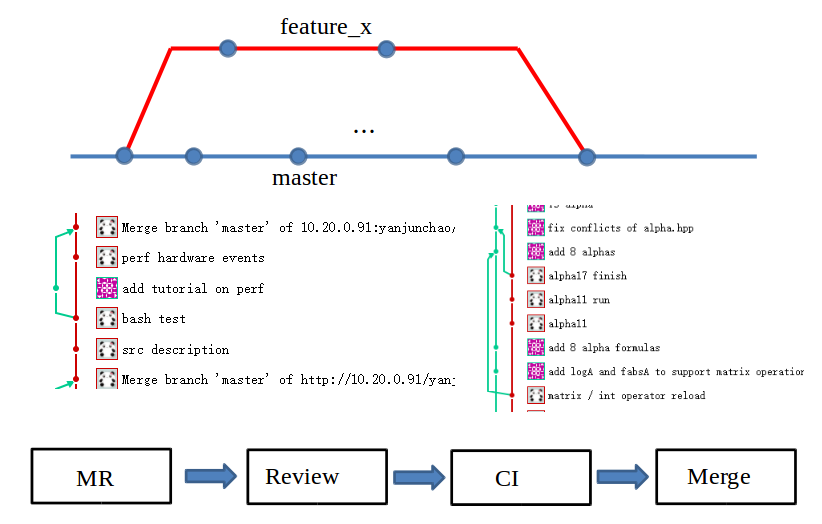 feature_x
...
master
Merge branch 'master' of 10.20.0.91:yanjunchao/
perf hardware events
add tutorial on perf
bash test
src description
Merge branch 'master' of http://10.20.0.91/yanj
alpha
fix conflicts of alpha.hpp
add 8 alphas
alpha17 finish
alpha11 run
alpha11
add 8 alpha formulas
add logA and fabsA to support matrix operation
matrix / int operator reload
MR
Review
CI
Merge